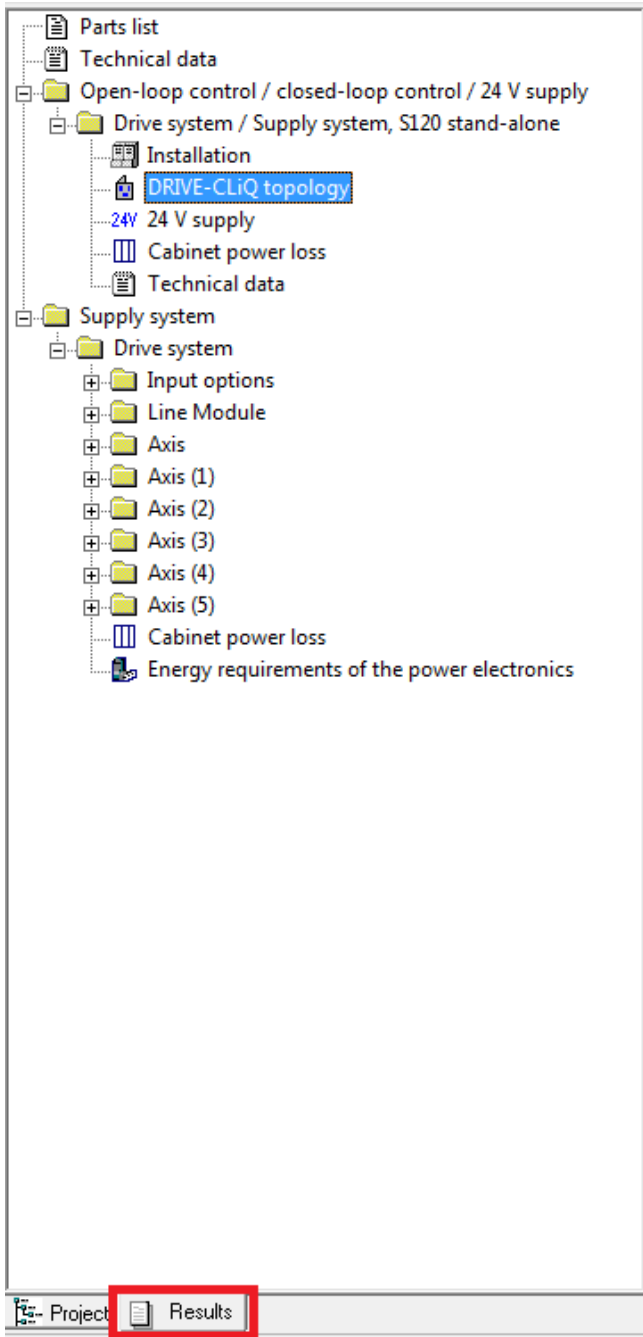 Parts list
Technical data
Open-loop control / closed-loop control / 24 V supply
Drive system / Supply system, S120 stand-alone
Installation
DRIVE-CLiQ topology
24V 24 V supply
Cabinet power loss
Technical data
Supply system
Drive system
Input options
Line Module
Axis
Axis (1)
Axis (2)
Axis (3)
Axis (4)
Axis (5)
Cabinet power loss
Energy requirements of the power electronics
Project Results